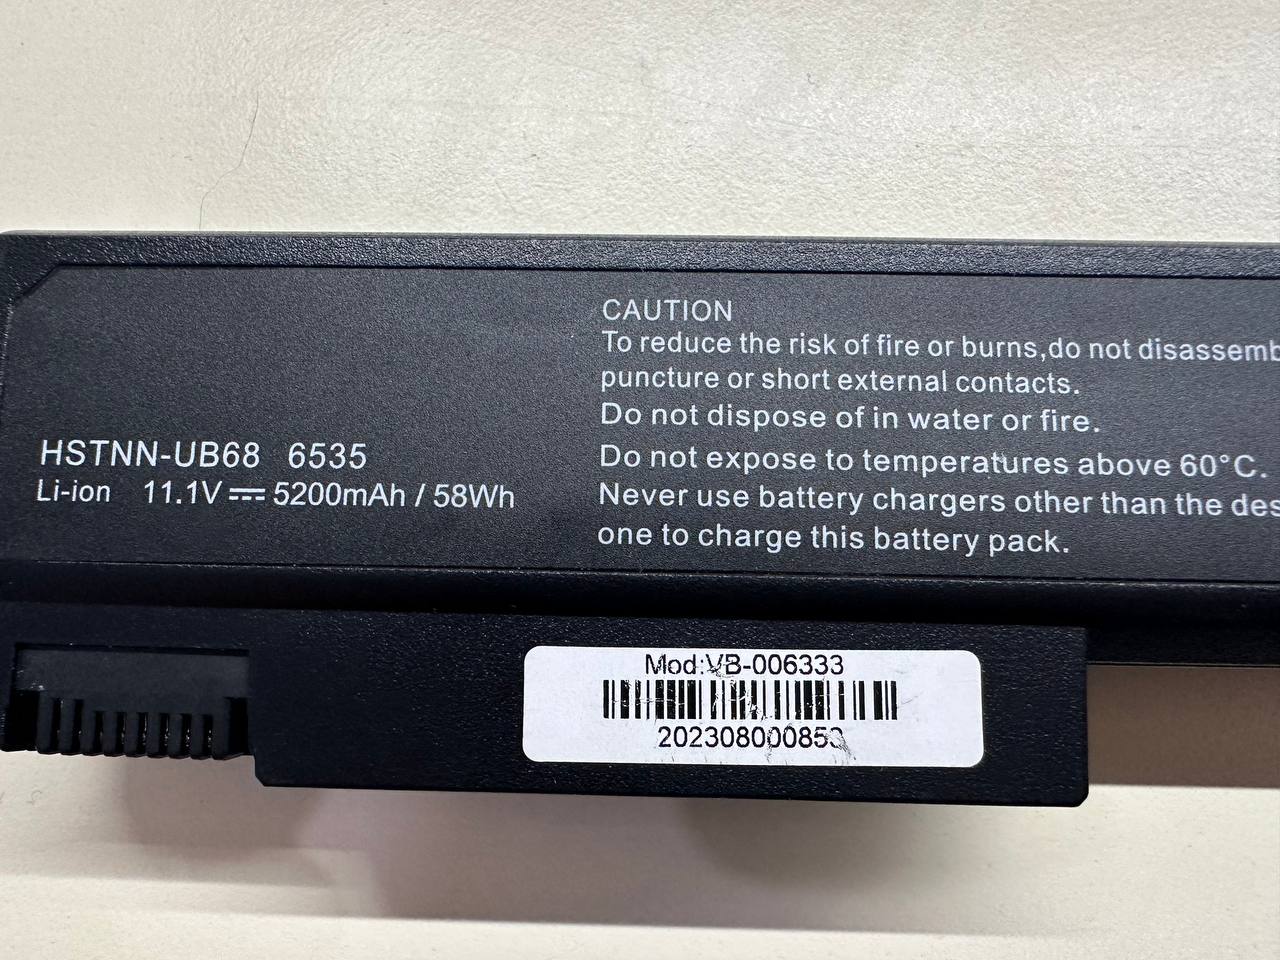 HSTNN-UB68 6535
Li-ion 11.1V ⎓ 5200mAh / 58Wh
CAUTION
To reduce the risk of fire or burns,do not disassemb
puncture or short external contacts.
Do not dispose of in water or fire.
Do not expose to temperatures above 60°C.
Never use battery chargers other than the des
one to charge this battery pack.
Mod:VB-006333
202308000853